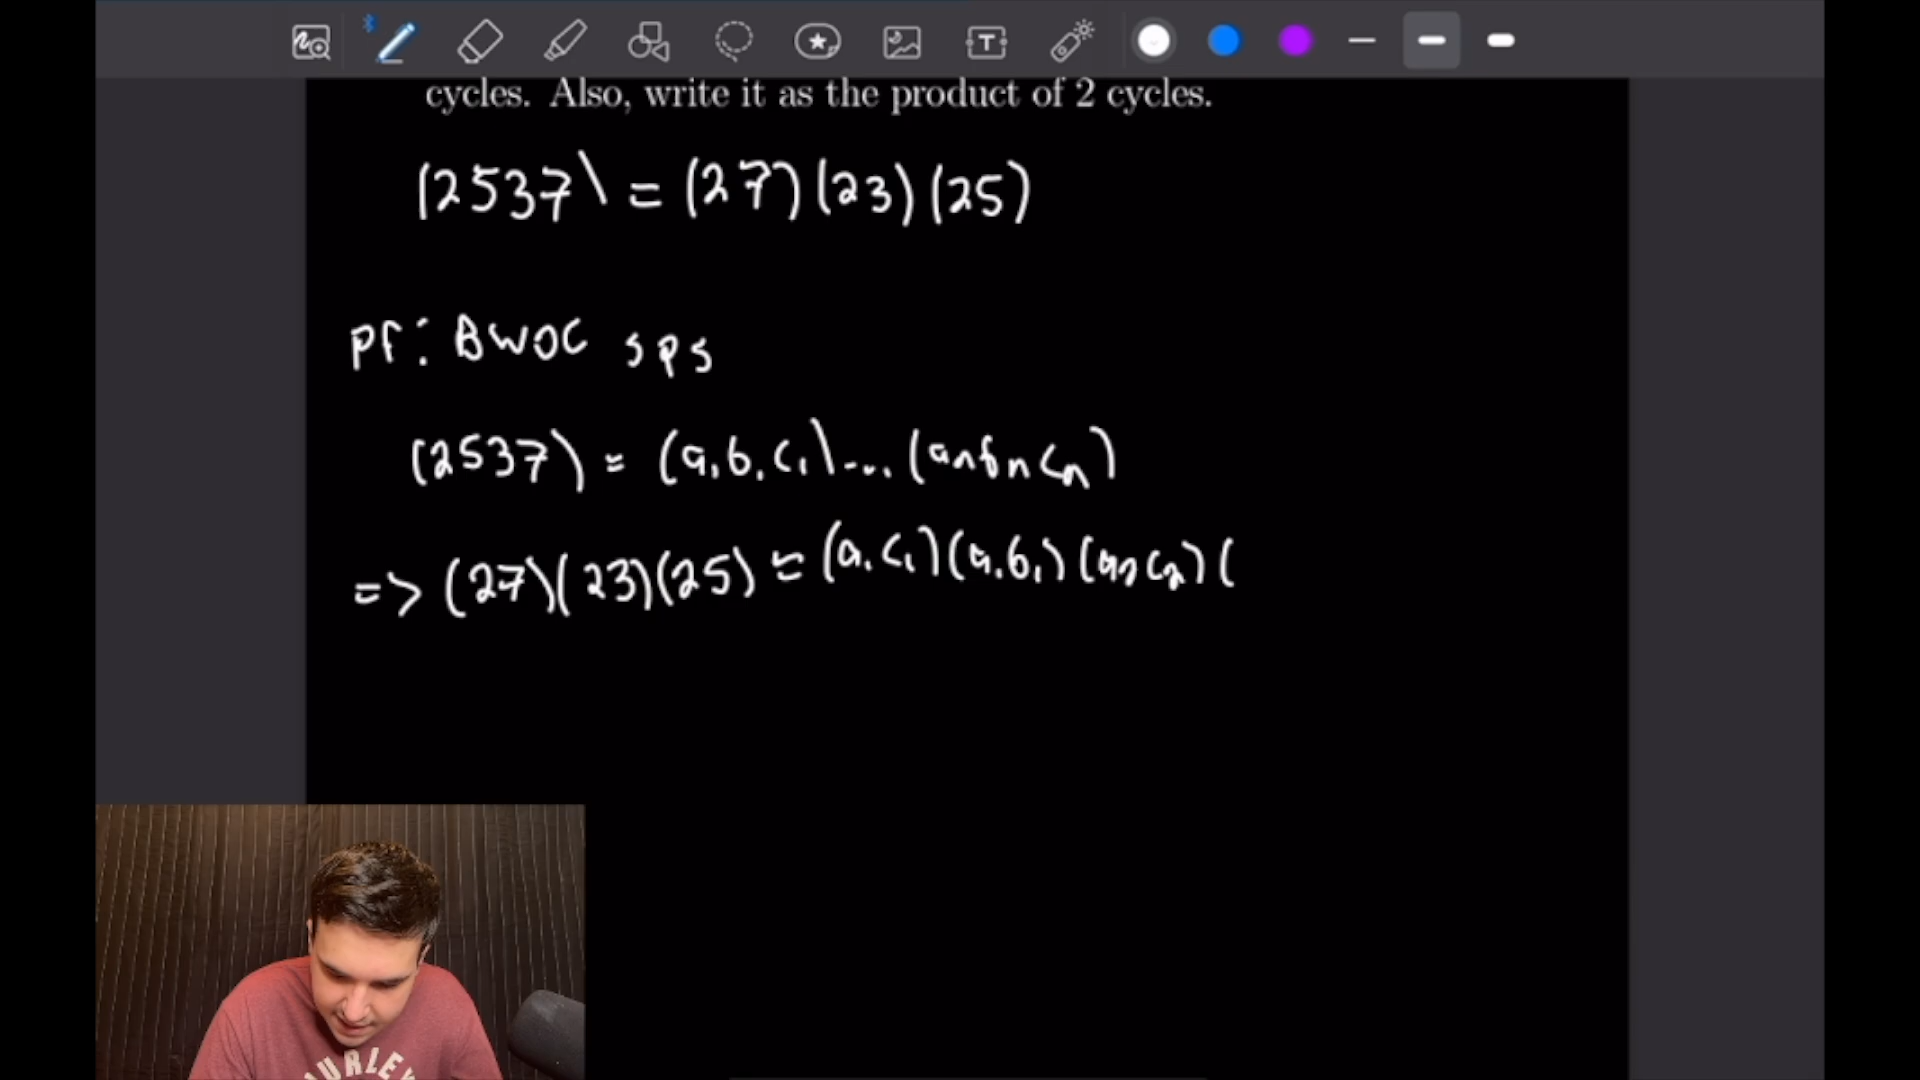 cycles. Also, write it as the product of 2 cycles.
(2537) = (27)(23)(25)
pf: BWOC sps
(2537) = (a₁b₁c₁)...(aₙbₙcₙ)
=> (27)(23)(25) = (a₁c₁)(a₁b₁)(a₂c₂)(
HURLEY